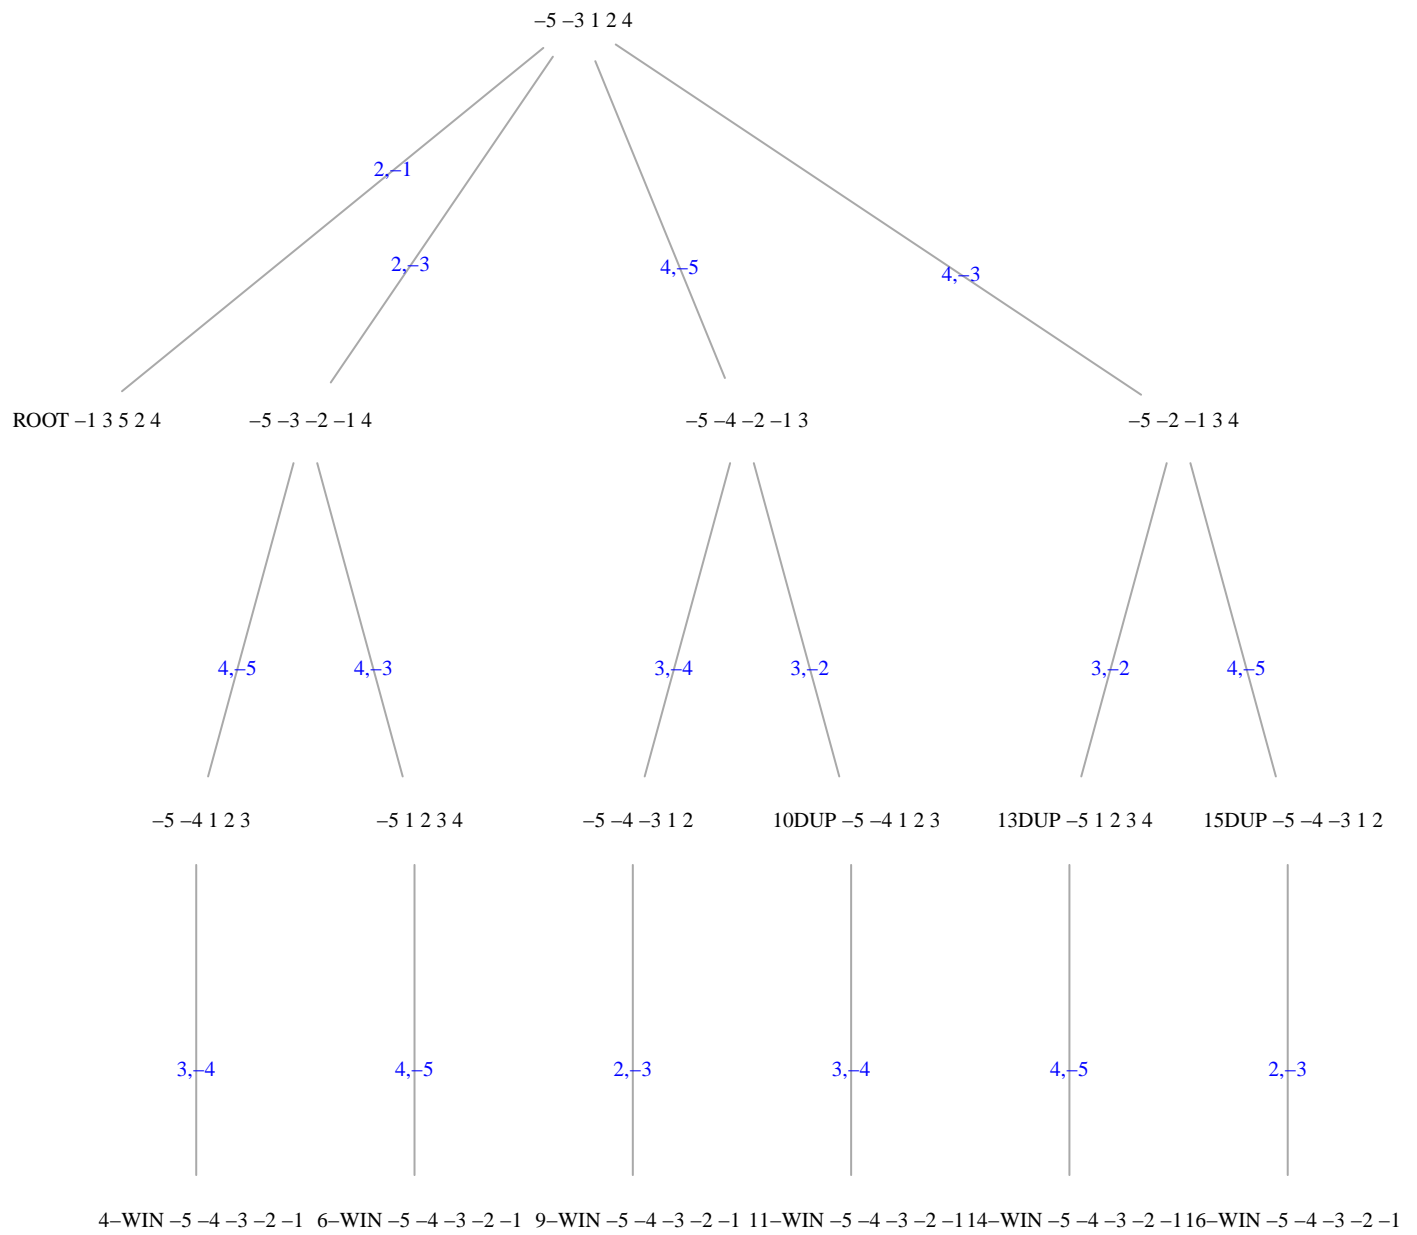 –5 –3 1 2 4
2,–1
2,–3
4,–5
4,–3
ROOT –1 3 5 2 4
–5 –3 –2 –1 4
–5 –4 –2 –1 3
–5 –2 –1 3 4
4,–5
4,–3
3,–4
3,–2
3,–2
4,–5
–5 –4 1 2 3
–5 1 2 3 4
–5 –4 –3 1 2
10DUP –5 –4 1 2 3
13DUP –5 1 2 3 4
15DUP –5 –4 –3 1 2
3,–4
4,–5
2,–3
3,–4
4,–5
2,–3
4–WIN –5 –4 –3 –2 –1
6–WIN –5 –4 –3 –2 –1
9–WIN –5 –4 –3 –2 –1
11–WIN –5 –4 –3 –2 –1
14–WIN –5 –4 –3 –2 –1
16–WIN –5 –4 –3 –2 –1